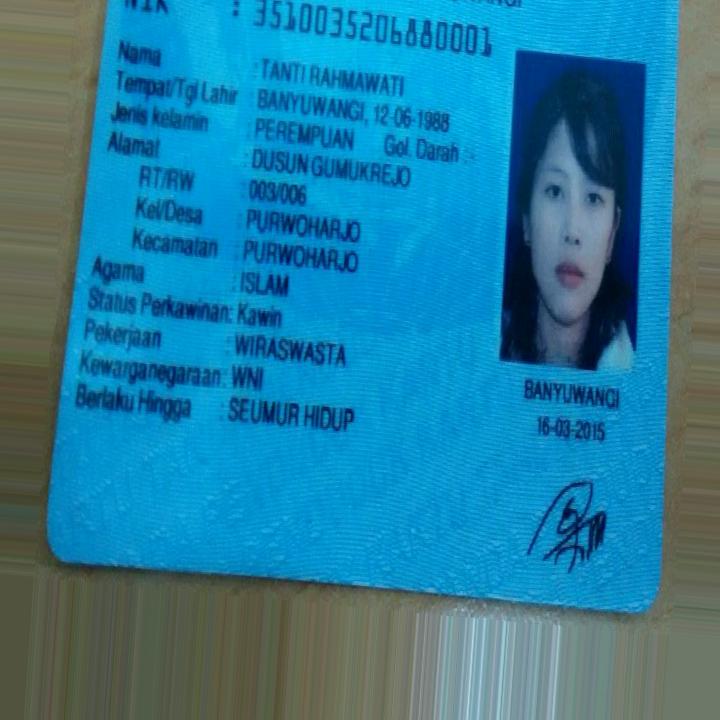 NIK : 3510035206880001
Nama : TANTI RAHMAWATI
Tempat/Tgl Lahir : BANYUWANGI, 12-06-1988
Jenis kelamin : PEREMPUAN Gol. Darah : -
Alamat : DUSUN GUMUKREJO
RT/RW : 003/006
Kel/Desa : PURWOHARJO
Kecamatan : PURWOHARJO
Agama : ISLAM
Status Perkawinan: Kawin
Pekerjaan : WIRASWASTA
Kewarganegaraan: WNI
Berlaku Hingga : SEUMUR HIDUP
BANYUWANGI
16-03-2015